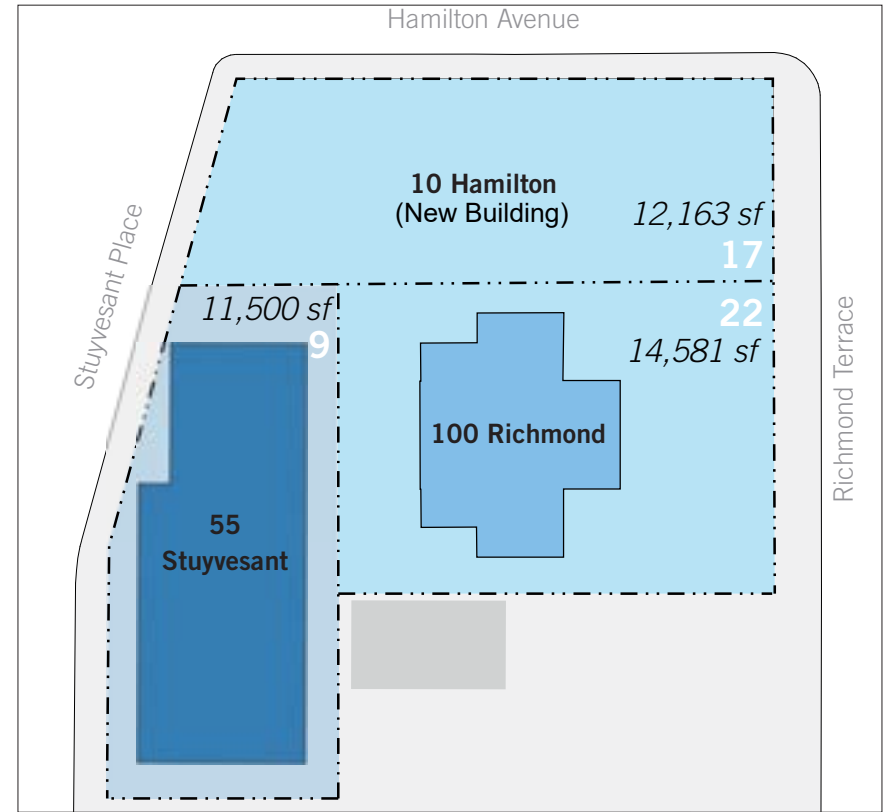 Hamilton Avenue
Stuyvesant Place
10 Hamilton
(New Building)
12,163 sf
17
11,500 sf
9
22
14,581 sf
100 Richmond
Richmond Terrace
55
Stuyvesant